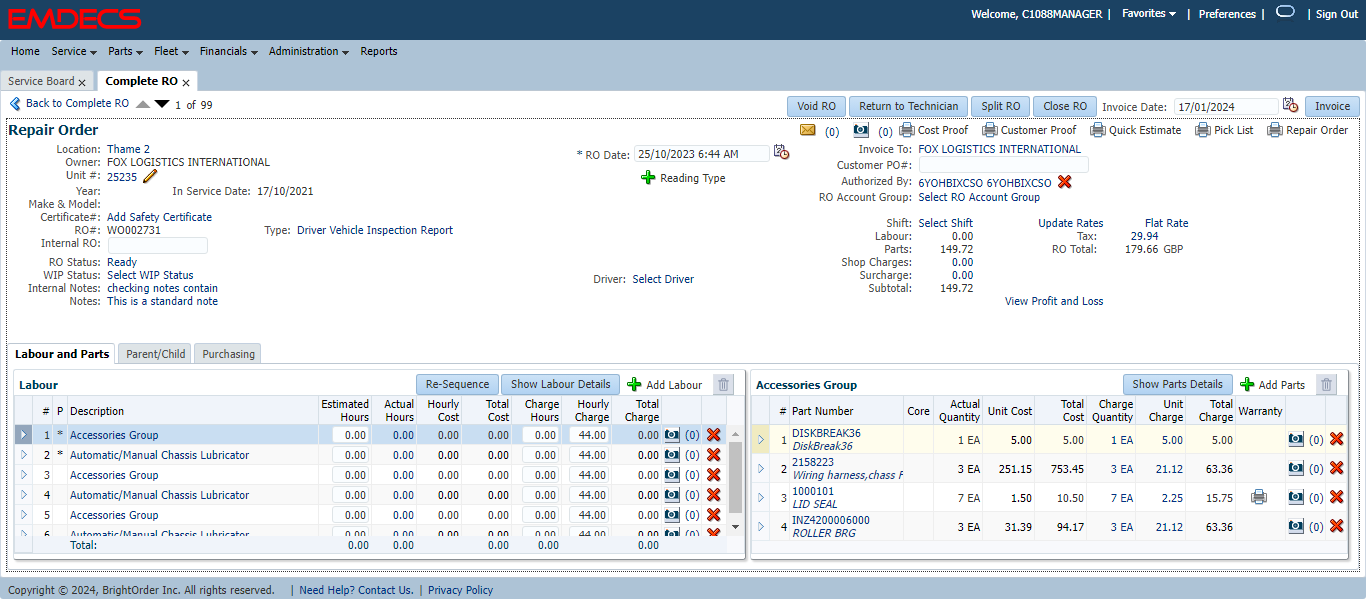 EMDECS
Welcome, C1088MANAGER | Favorites | Preferences | | Sign Out
Home Service Parts Fleet Financials Administration Reports
Service Board x Complete RO x
Back to Complete RO 1 of 99 Void RO Return to Technician Split RO Close RO Invoice Date: 17/01/2024 Invoice
Repair Order (0) (0) Cost Proof Customer Proof Quick Estimate Pick List Repair Order
Location: Thame 2 * RO Date: 25/10/2023 6:44 AM Invoice To: FOX LOGISTICS INTERNATIONAL
Owner: FOX LOGISTICS INTERNATIONAL Customer PO#:
Unit #: 25235 Reading Type Authorized By: 6YOHBIXCSO 6YOHBIXCSO
Year: In Service Date: 17/10/2021 RO Account Group: Select RO Account Group
Make & Model:
Certificate#: Add Safety Certificate Shift: Select Shift Update Rates Flat Rate
RO#: WO002731 Type: Driver Vehicle Inspection Report Labour: 0.00 Tax: 29.94
Internal RO: Parts: 149.72 RO Total: 179.66 GBP
RO Status: Ready Shop Charges: 0.00
WIP Status: Select WIP Status Driver: Select Driver Surcharge: 0.00
Internal Notes: checking notes contain Subtotal: 149.72
Notes: This is a standard note View Profit and Loss
Labour and Parts Parent/Child Purchasing
Labour Re-Sequence Show Labour Details Add Labour
# P Description Estimated Hours Actual Hours Hourly Cost Total Cost Charge Hours Hourly Charge Total Charge
1 * Accessories Group 0.00 0.00 0.00 0.00 0.00 44.00 0.00 (0)
2 * Automatic/Manual Chassis Lubricator 0.00 0.00 0.00 0.00 0.00 44.00 0.00 (0)
3 Accessories Group 0.00 0.00 0.00 0.00 0.00 44.00 0.00 (0)
4 Automatic/Manual Chassis Lubricator 0.00 0.00 0.00 0.00 0.00 44.00 0.00 (0)
5 Accessories Group 0.00 0.00 0.00 0.00 0.00 44.00 0.00 (0)
6 Automatic/Manual Chassis Lubricator 0.00 0.00 0.00 0.00 0.00 44.00 0.00 (0)
Total: 0.00 0.00 0.00 0.00 0.00
Accessories Group Show Parts Details Add Parts
# Part Number Core Actual Quantity Unit Cost Total Cost Charge Quantity Unit Charge Total Charge Warranty
1 DISKBREAK36 1 EA 5.00 5.00 1 EA 5.00 5.00 (0)
DiskBreak36
2 2158223 3 EA 251.15 753.45 3 EA 21.12 63.36 (0)
Wiring harness,chass F
3 1000101 7 EA 1.50 10.50 7 EA 2.25 15.75 (0)
LID SEAL
4 INZ4200006000 3 EA 31.39 94.17 3 EA 21.12 63.36 (0)
ROLLER BRG
Copyright © 2024, BrightOrder Inc. All rights reserved. | Need Help? Contact Us. | Privacy Policy